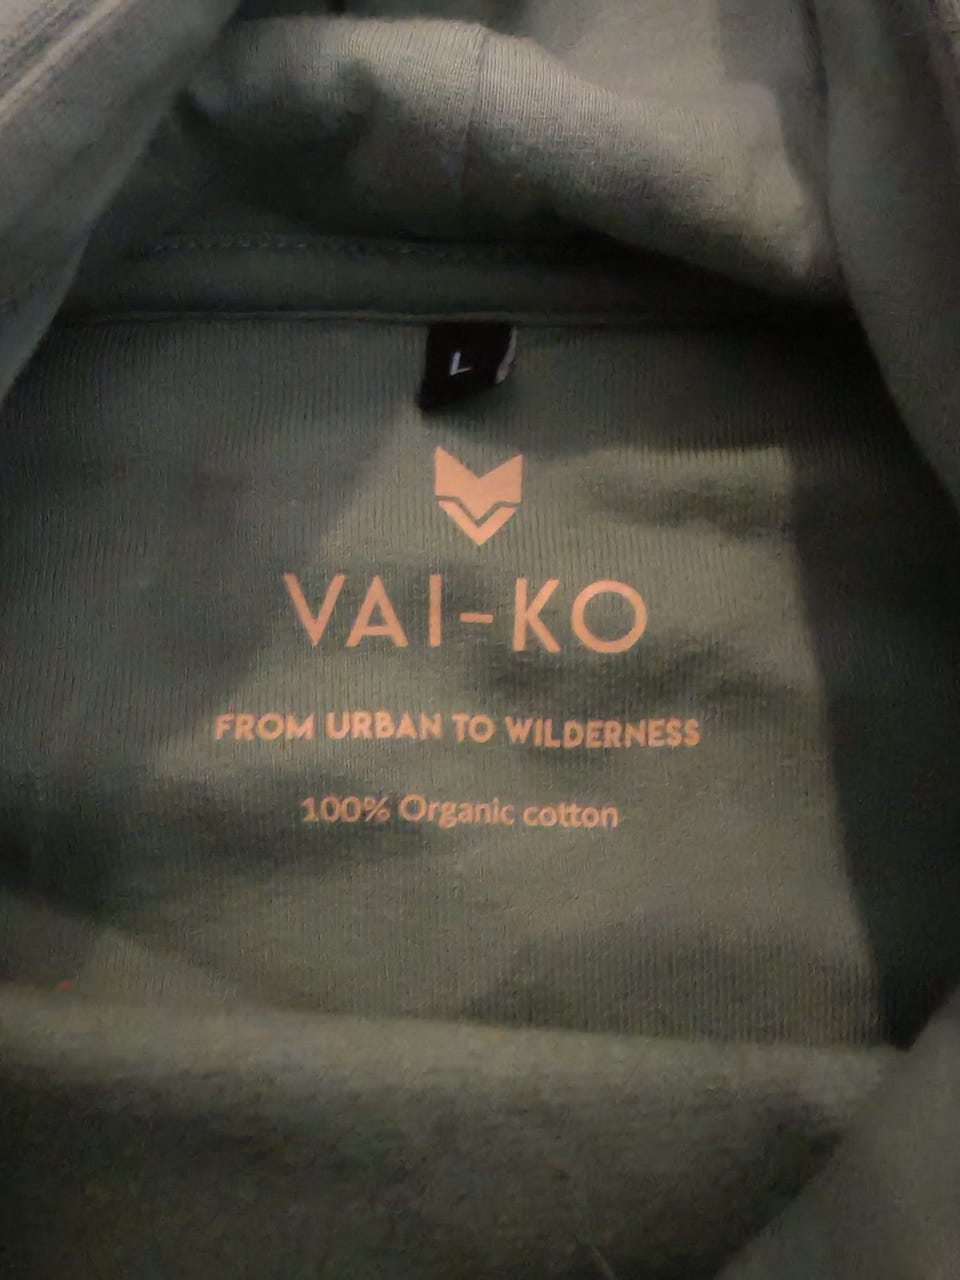 L
VAI-KO
FROM URBAN TO WILDERNESS
100% Organic cotton